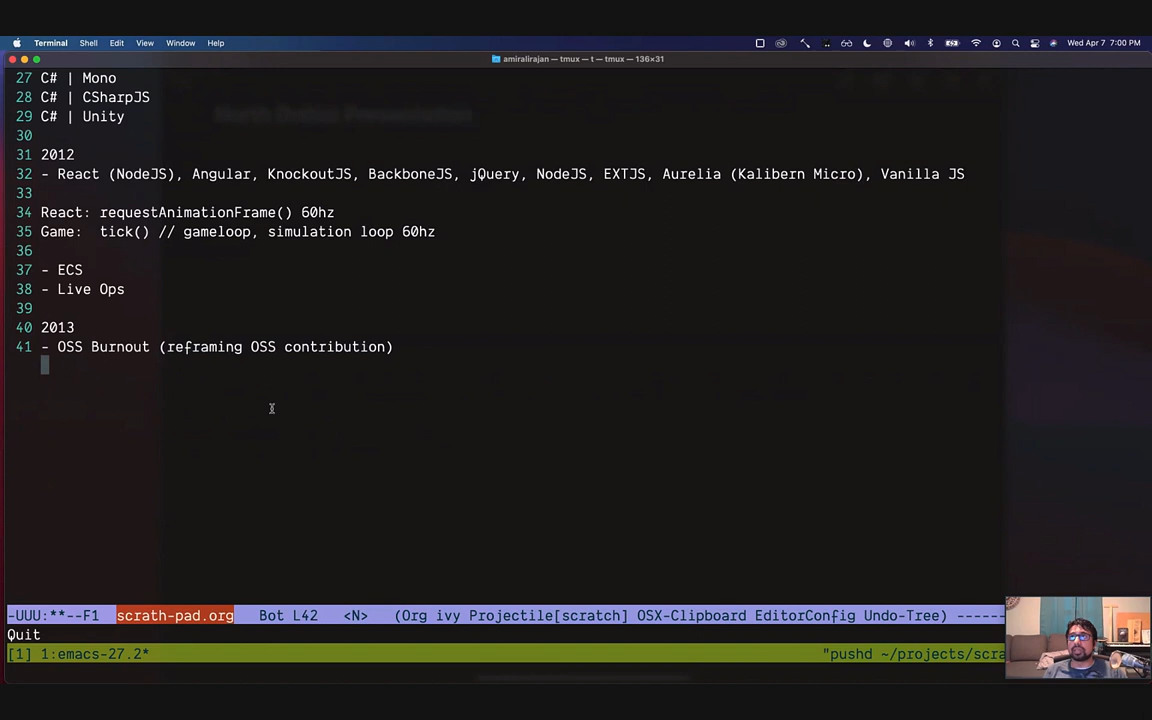 Terminal Shell Edit View Window Help Wed Apr 7 7:00 PM
amiralirajan — tmux — t — tmux — 136×31
27 C# | Mono
28 C# | CSharpJS
29 C# | Unity
30
31 2012
32 - React (NodeJS), Angular, KnockoutJS, BackboneJS, jQuery, NodeJS, EXTJS, Aurelia (Kalibern Micro), Vanilla JS
33
34 React: requestAnimationFrame() 60hz
35 Game:  tick() // gameloop, simulation loop 60hz
36
37 - ECS
38 - Live Ops
39
40 2013
41 - OSS Burnout (reframing OSS contribution)
-UUU:**--F1 scrath-pad.org Bot L42 <N> (Org ivy Projectile[scratch] OSX-Clipboard EditorConfig Undo-Tree) ------
Quit
[1] 1:emacs-27.2* "pushd ~/projects/scra